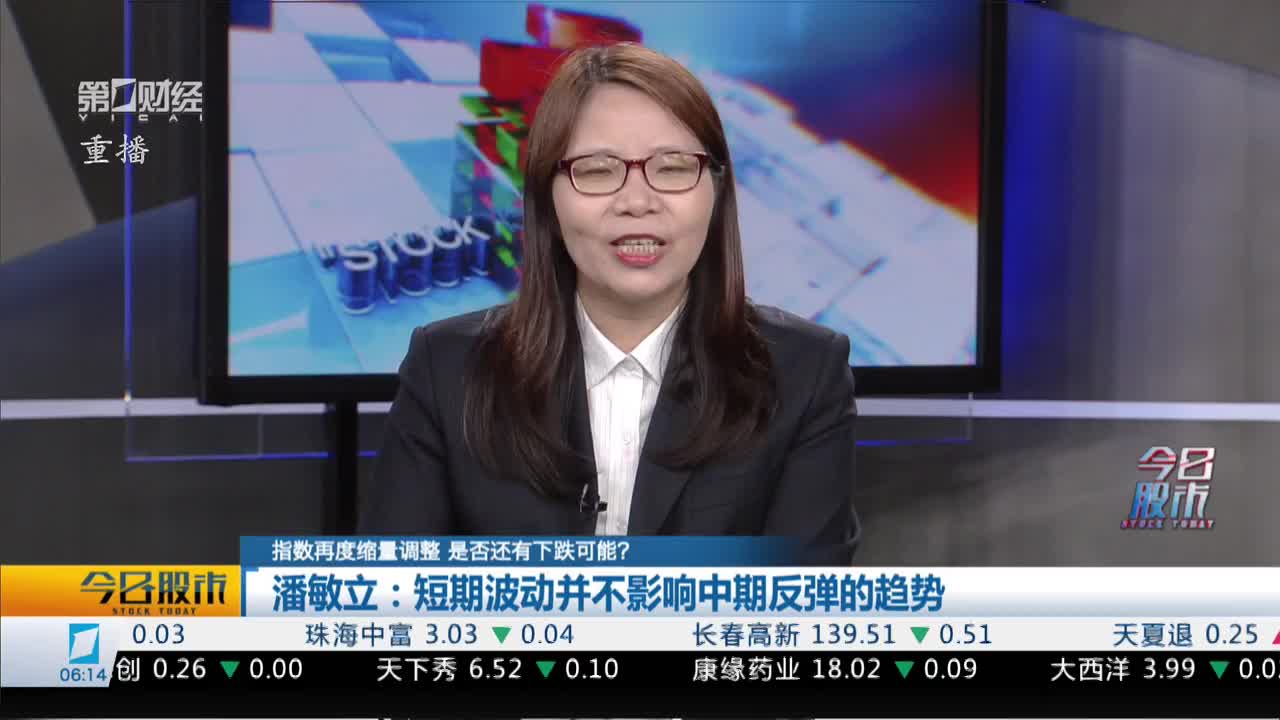 第1财经
YICAI
重播
STOCK
今日
股市
STOCK TODAY
指数再度缩量调整 是否还有下跌可能?
今日股市
STOCK TODAY
潘敏立：短期波动并不影响中期反弹的趋势
0.03 珠海中富 3.03 ▼ 0.04 长春高新 139.51 ▼ 0.51 天夏退 0.25
06:14
创 0.26 ▼ 0.00 天下秀 6.52 ▼ 0.10 康缘药业 18.02 ▼ 0.09 大西洋 3.99 ▼ 0.0